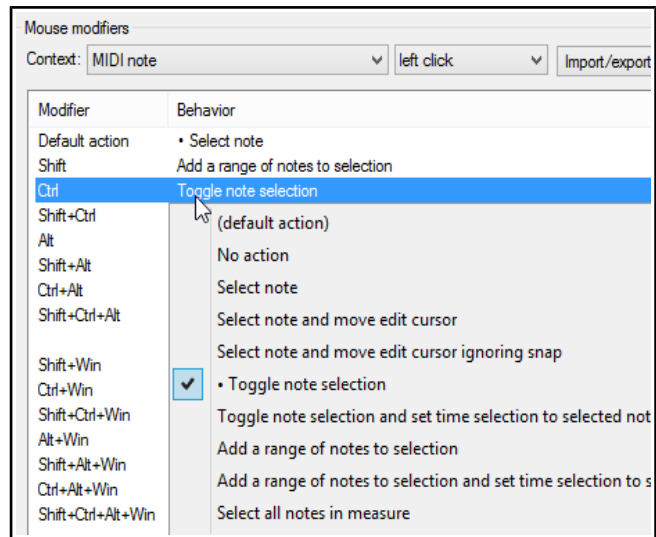 Mouse modifiers
Context: MIDI note left click Import/export
Modifier Behavior
Default action • Select note
Shift Add a range of notes to selection
Ctrl Toggle note selection
Shift+Ctrl (default action)
Alt
No action
Shift+Alt
Ctrl+Alt Select note
Shift+Ctrl+Alt Select note and move edit cursor
Select note and move edit cursor ignoring snap
Shift+Win
Ctrl+Win • Toggle note selection
Shift+Ctrl+Win Toggle note selection and set time selection to selected not
Alt+Win Add a range of notes to selection
Shift+Alt+Win
Ctrl+Alt+Win Add a range of notes to selection and set time selection to s
Shift+Ctrl+Alt+Win Select all notes in measure